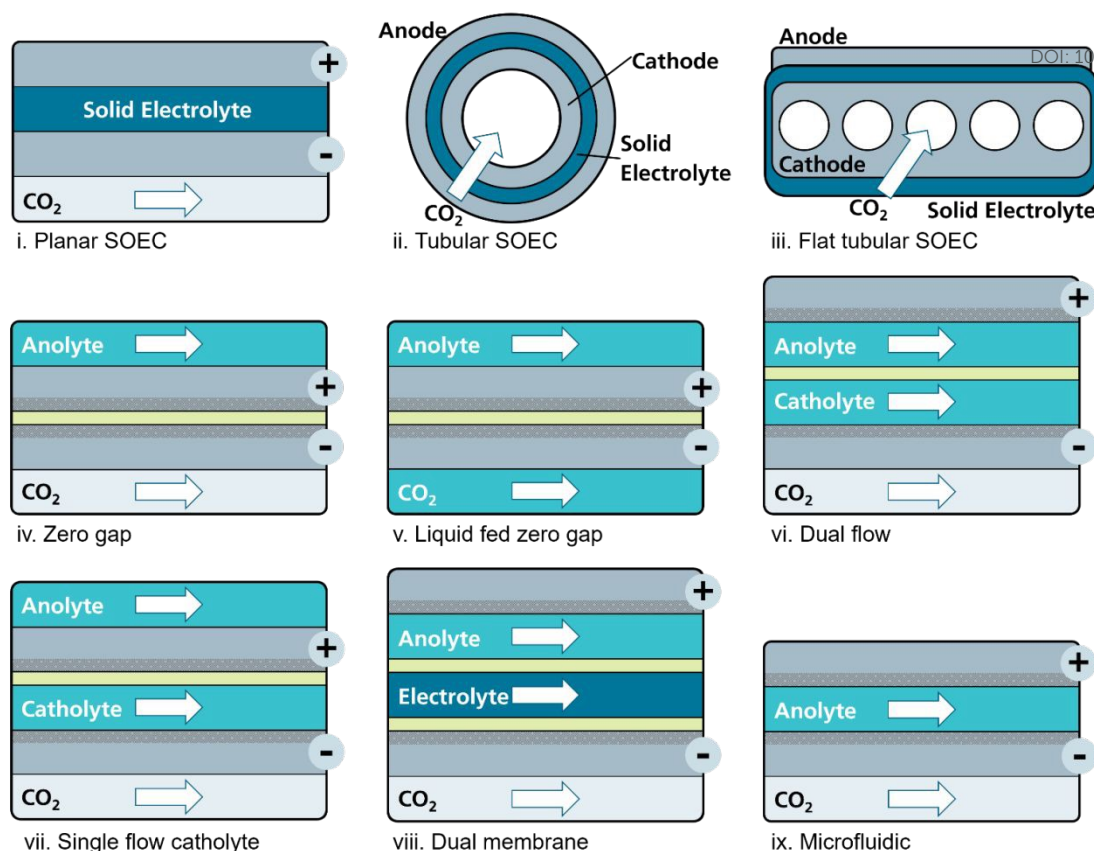 +
Solid Electrolyte
-
CO₂
i. Planar SOEC
Anode
Cathode
Solid
Electrolyte
CO₂
ii. Tubular SOEC
Anode
DOI: 10
Cathode
CO₂
Solid Electrolyte
iii. Flat tubular SOEC
Anolyte
+
-
CO₂
iv. Zero gap
Anolyte
+
-
CO₂
v. Liquid fed zero gap
+
Anolyte
Catholyte
-
CO₂
vi. Dual flow
Anolyte
+
Catholyte
-
CO₂
vii. Single flow catholyte
+
Anolyte
Electrolyte
-
CO₂
viii. Dual membrane
+
Anolyte
-
CO₂
ix. Microfluidic